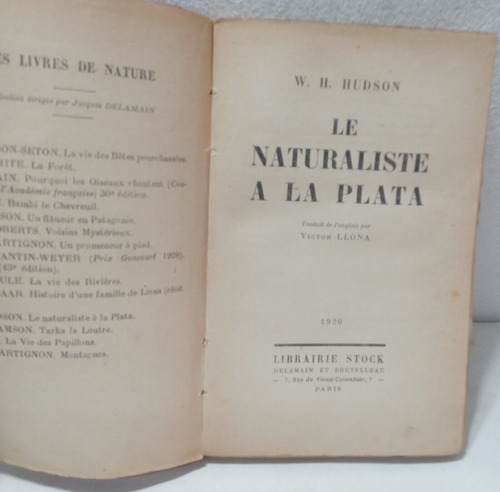 ES LIVRES DE NATURE
lection dirigée par Jacques DELAMAIN
ON-SETON. La vie des Bêtes pourchassées.
HITE. La Forêt.
AIN. Pourquoi les Oiseaux chantent (Cou-
l'Académie française) 30e édition.
Bambi le Chevreuil.
SON. Un flâneur en Patagonie.
OBERTS. Voisins Mystérieux.
ARTIGNON. Un promeneur à pied.
ANTIN-WEYER (Prix Goncourt 1928).
(43e édition).
ULE. La vie des Rivières.
AAR. Histoire d'une famille de Lions (récit
DSON. Le naturaliste à la Plata.
AMSON. Tarka la Loutre.
La Vie des Papillons.
ARTIGNON. Montagnes.
W. H. HUDSON
LE
NATURALISTE
A LA PLATA
Traduit de l'anglais par
VICTOR LLONA
1930
LIBRAIRIE STOCK
DELAMAIN ET BOUTELLEAU
— 7, Rue du Vieux-Colombier, 7 —
PARIS